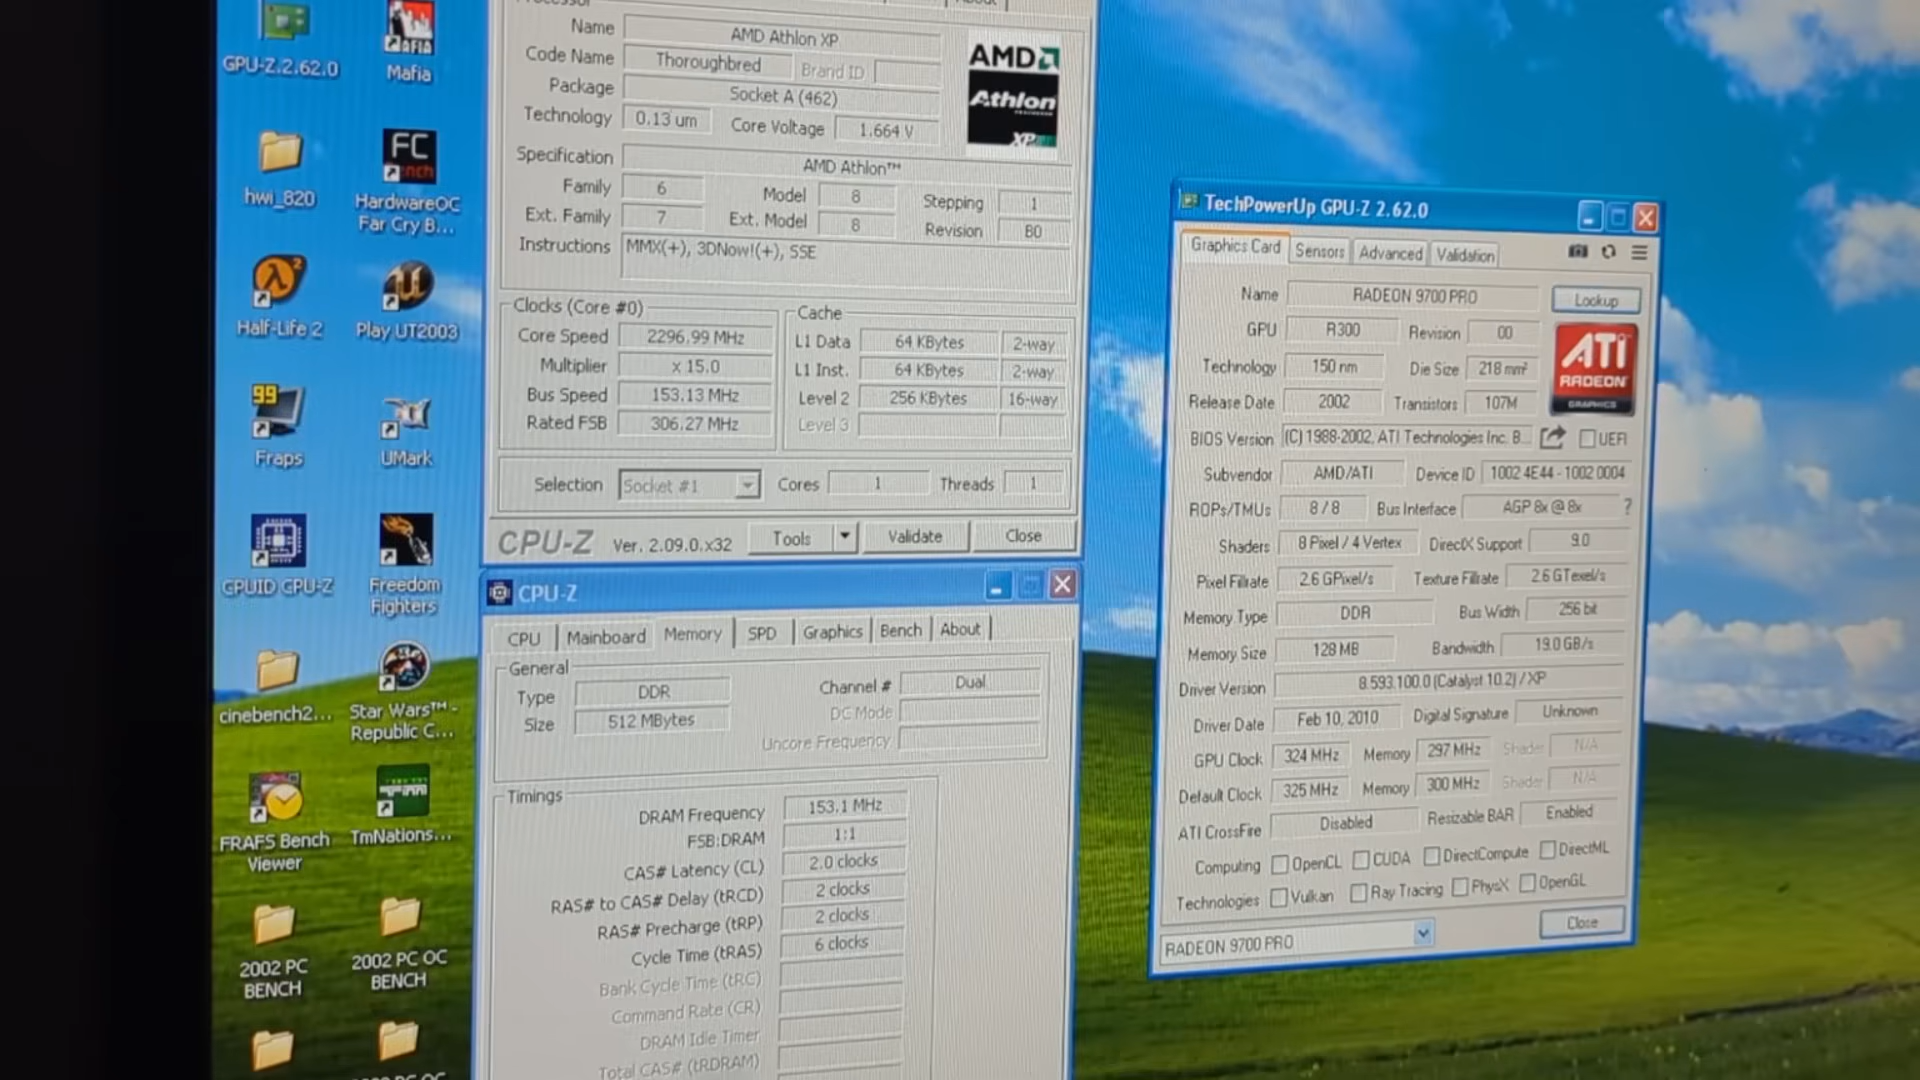 GPU-Z.2.62.0
Mafia
hwi_820
HardwareOC
Far Cry B...
Half-Life 2
Play UT2003
99
Fraps
UMark
CPUID CPU-Z
Freedom
Fighters
cinebench2...
Star Wars™ -
Republic C...
FRAFS Bench
Viewer
TmNations...
2002 PC
BENCH
2002 PC OC
BENCH
Processor
About
Name AMD Athlon XP
Code Name Thoroughbred Brand ID
Package Socket A (462)
Technology 0.13 um Core Voltage 1.664 V
AMD
Athlon
XP
Specification AMD Athlon™
Family 6 Model 8 Stepping 1
Ext. Family 7 Ext. Model 8 Revision B0
Instructions MMX(+), 3DNow!(+), SSE
Clocks (Core #0)
Core Speed 2296.99 MHz
Multiplier x 15.0
Bus Speed 153.13 MHz
Rated FSB 306.27 MHz
Cache
L1 Data 64 KBytes 2-way
L1 Inst. 64 KBytes 2-way
Level 2 256 KBytes 16-way
Level 3
Selection Socket #1 Cores 1 Threads 1
CPU-Z Ver. 2.09.0.x32 Tools Validate Close
CPU-Z
CPU Mainboard Memory SPD Graphics Bench About
General
Type DDR Channel # Dual
Size 512 MBytes DC Mode
Uncore Frequency
Timings
DRAM Frequency 153.1 MHz
FSB:DRAM 1:1
CAS# Latency (CL) 2.0 clocks
RAS# to CAS# Delay (tRCD) 2 clocks
RAS# Precharge (tRP) 2 clocks
Cycle Time (tRAS) 6 clocks
Bank Cycle Time (tRC)
Command Rate (CR)
DRAM Idle Timer
Total CAS# (tRDRAM)
TechPowerUp GPU-Z 2.62.0
Graphics Card Sensors Advanced Validation
Name RADEON 9700 PRO Lookup
GPU R300 Revision 00
Technology 150 nm Die Size 218 mm²
Release Date 2002 Transistors 107M
ATI
RADEON
GRAPHICS
BIOS Version (C) 1988-2002, ATI Technologies Inc. B... UEFI
Subvendor AMD/ATI Device ID 1002 4E44 - 1002 0004
ROPs/TMUs 8 / 8 Bus Interface AGP 8x @ 8x ?
Shaders 8 Pixel / 4 Vertex DirectX Support 9.0
Pixel Fillrate 2.6 GPixel/s Texture Fillrate 2.6 GTexel/s
Memory Type DDR Bus Width 256 bit
Memory Size 128 MB Bandwidth 19.0 GB/s
Driver Version 8.593.100.0 (Catalyst 10.2) / XP
Driver Date Feb 10, 2010 Digital Signature Unknown
GPU Clock 324 MHz Memory 297 MHz Shader N/A
Default Clock 325 MHz Memory 300 MHz Shader N/A
ATI CrossFire Disabled Resizable BAR Enabled
Computing OpenCL CUDA DirectCompute DirectML
Technologies Vulkan Ray Tracing PhysX OpenGL
RADEON 9700 PRO Close